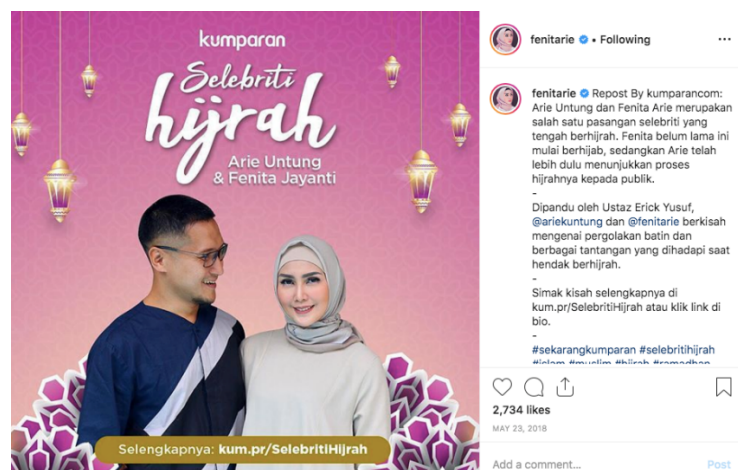 kumparan
Selebriti
hijrah
Arie Untung
& Fenita Jayanti
Selengkapnya: kum.pr/SelebritiHijrah
fenitarie • Following
fenitarie Repost By kumparancom:
Arie Untung dan Fenita Arie merupakan
salah satu pasangan selebriti yang
tengah berhijrah. Fenita belum lama ini
mulai berhijab, sedangkan Arie telah
lebih dulu menunjukkan proses
hijrahnya kepada publik.
-
Dipandu oleh Ustaz Erick Yusuf,
@ariekuntung dan @fenitarie berkisah
mengenai pergolakan batin dan
berbagai tantangan yang dihadapi saat
hendak berhijrah.
-
Simak kisah selengkapnya di
kum.pr/SelebritiHijrah atau klik link di
bio.
-
#sekarangkumparan #selebritihijrah
#islam #muslim #hijrah #ramadhan
2,734 likes
MAY 23, 2018
Add a comment... Post